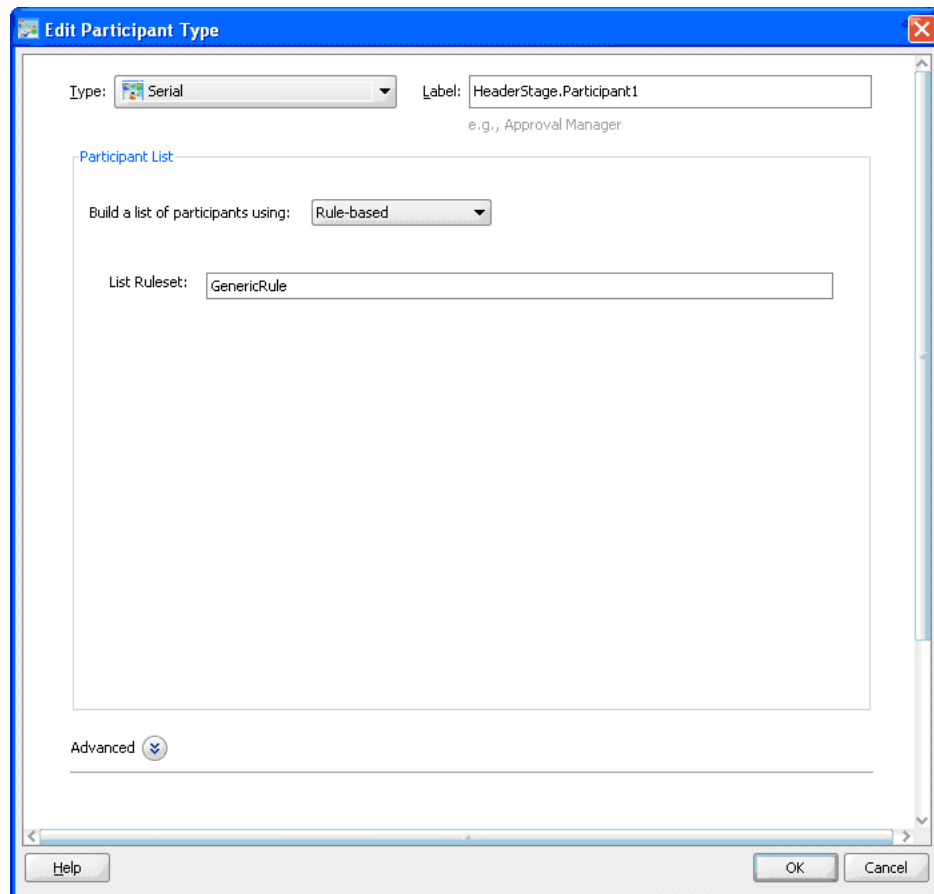 Edit Participant Type
Type: Serial Label: HeaderStage.Participant1
e.g., Approval Manager
Participant List
Build a list of participants using: Rule-based
List Ruleset: GenericRule
Advanced
Help OK Cancel